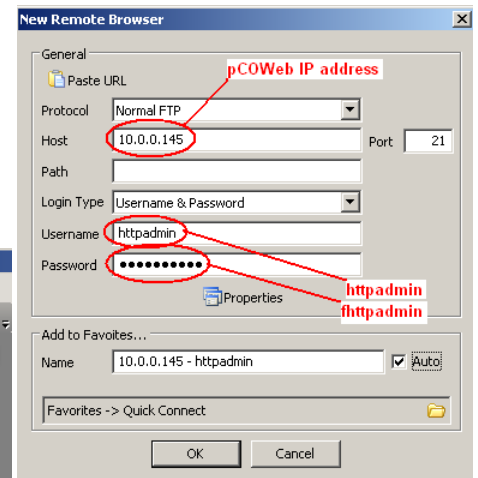 New Remote Browser
General
Paste URL
pCOWeb IP address
Protocol Normal FTP
Host 10.0.0.145 Port 21
Path
Login Type Username & Password
Username httpadmin
Password ●●●●●●●●●●
httpadmin
Properties
fhttpadmin
Add to Favoites...
Name 10.0.0.145 - httpadmin Auto
Favorites -> Quick Connect
OK Cancel